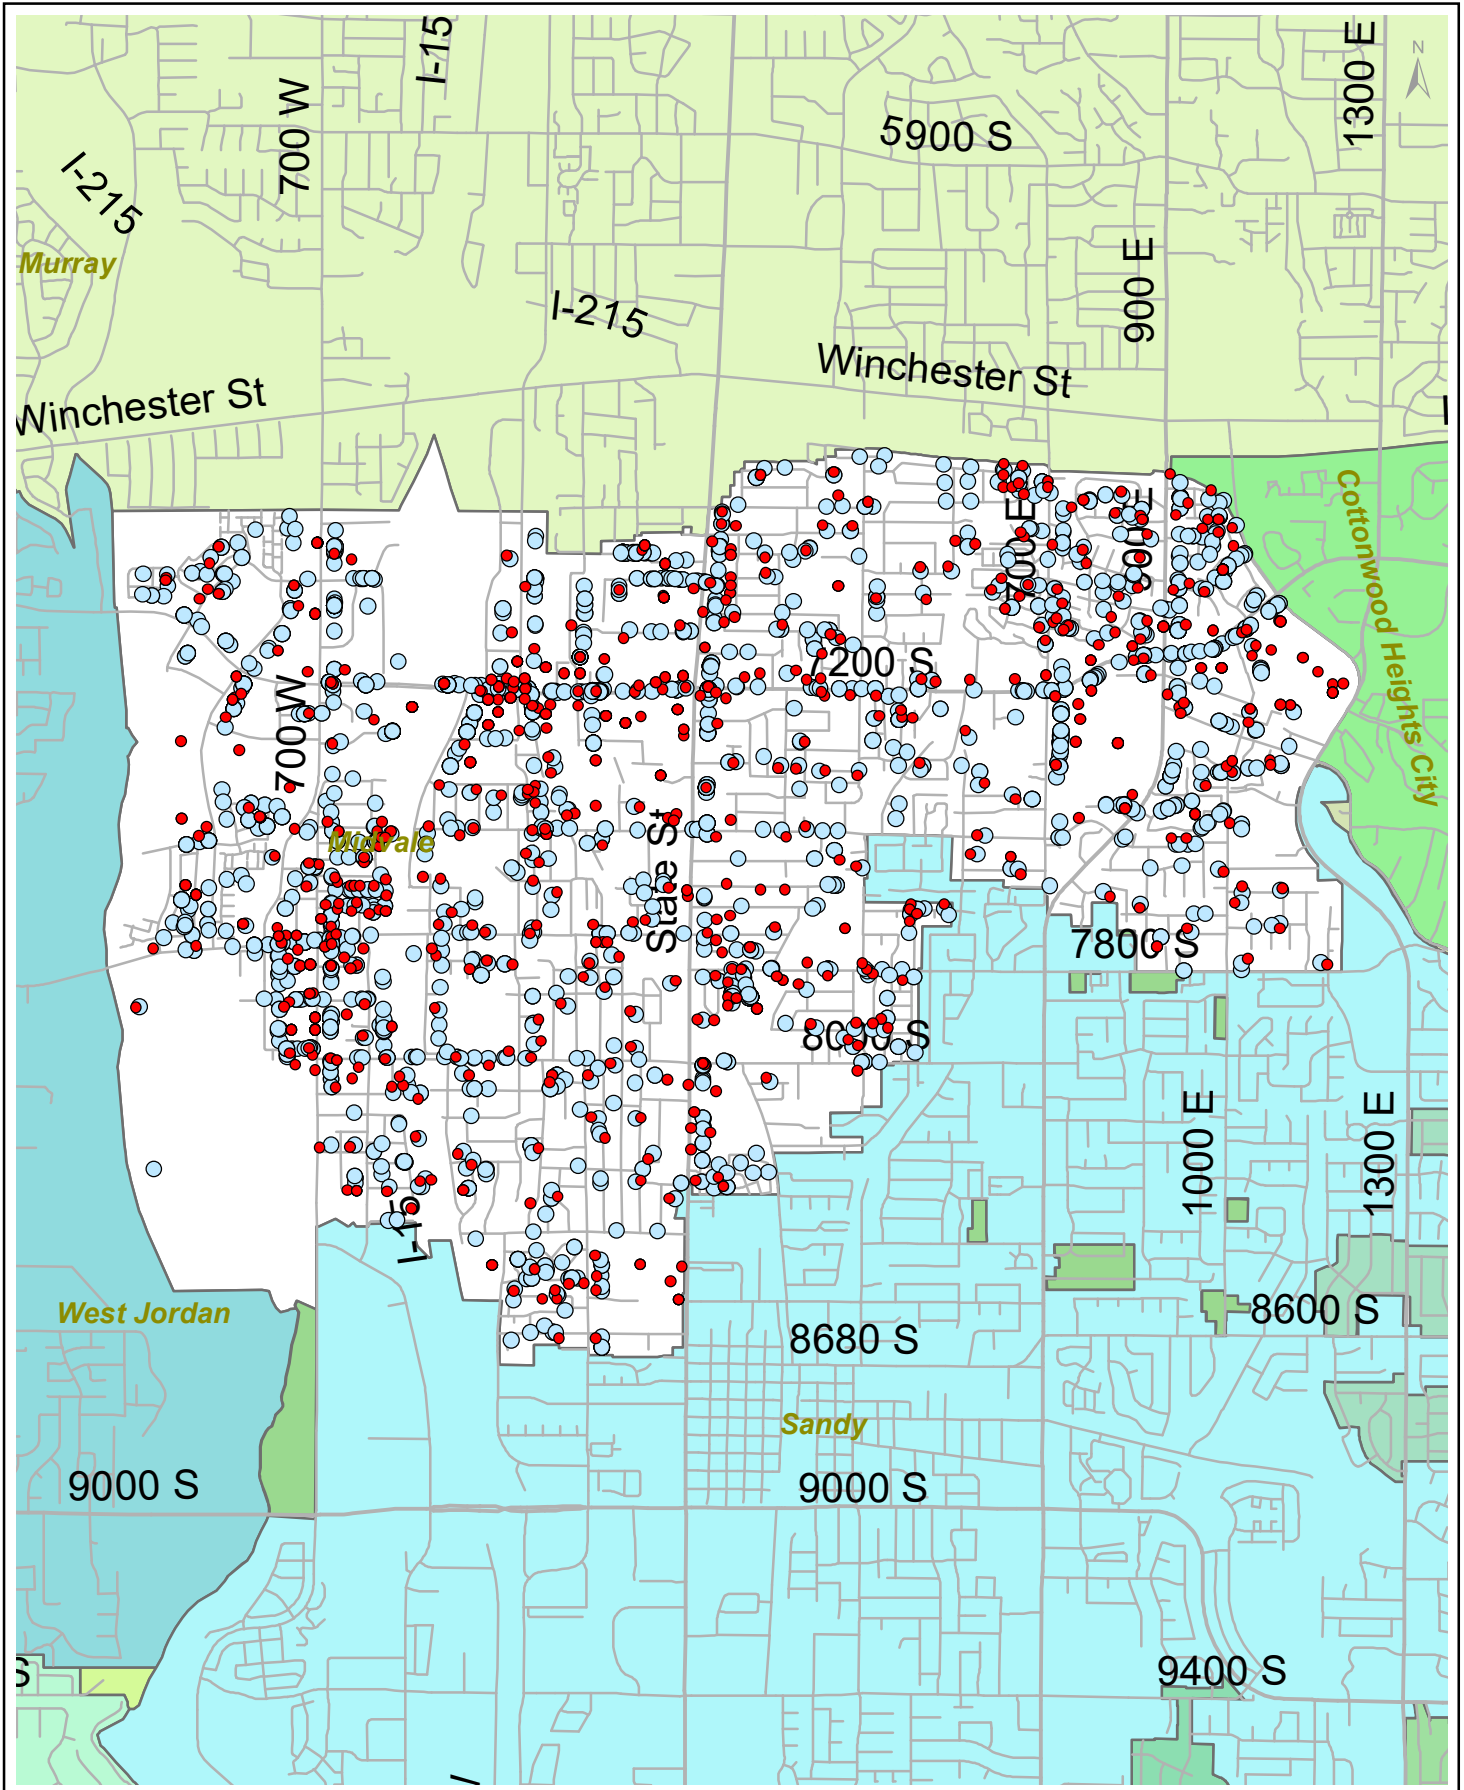 I-15
1300 E
N
700 W
5900 S
I-215
Murray
900 E
I-215
Winchester St
Winchester St
Cottonwood Heights City
700 E
900 E
7200 S
700 W
Midvale
State St
7800 S
8000 S
1000 E
1300 E
I-15
West Jordan
8600 S
8680 S
Sandy
9000 S
9000 S
S
9400 S